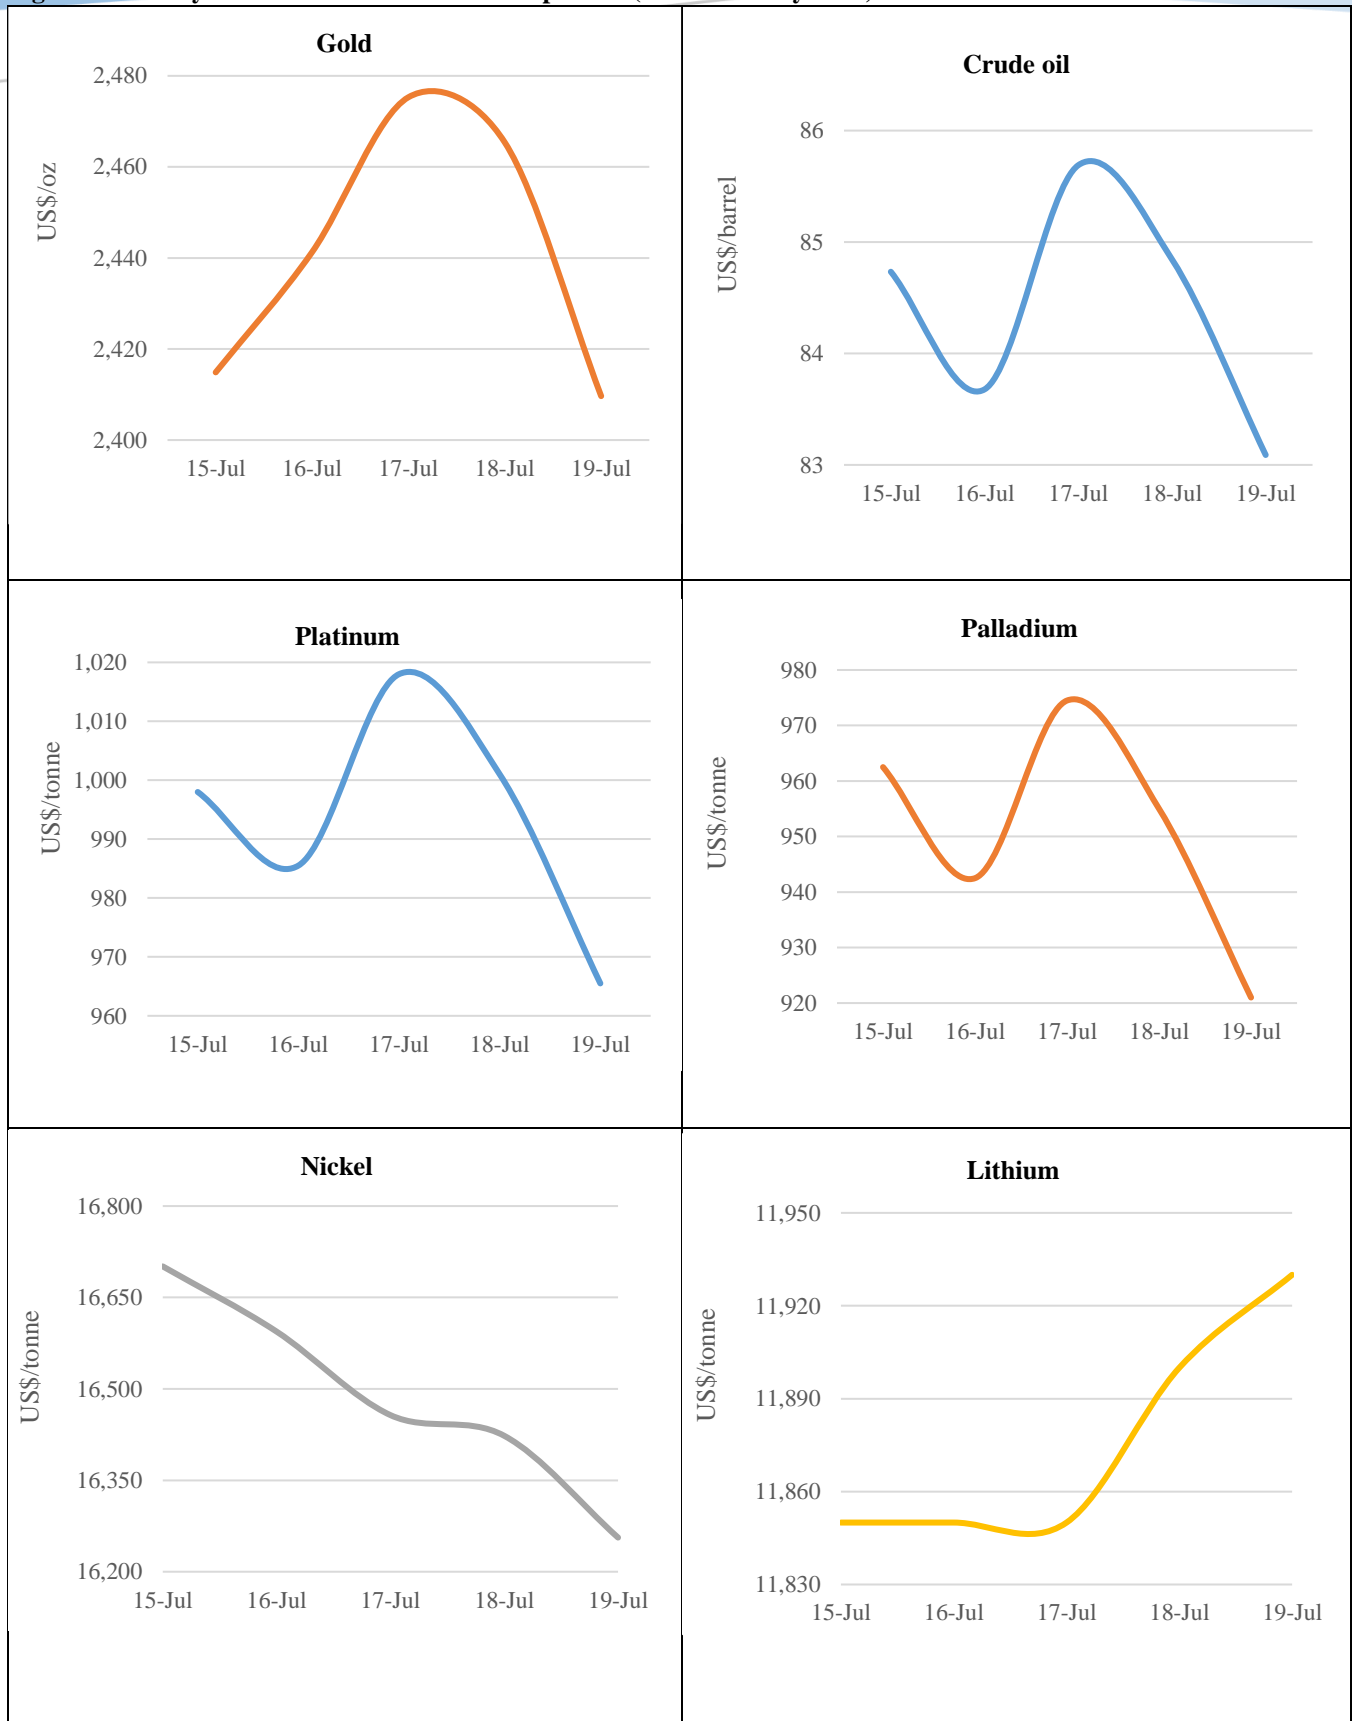 Gold
2,480
2,460
2,440
2,420
2,400
US$/oz
15-Jul 16-Jul 17-Jul 18-Jul 19-Jul
Crude oil
86
85
84
83
US$/barrel
15-Jul 16-Jul 17-Jul 18-Jul 19-Jul
Platinum
1,020
1,010
1,000
990
980
970
960
US$/tonne
15-Jul 16-Jul 17-Jul 18-Jul 19-Jul
Palladium
980
970
960
950
940
930
920
US$/tonne
15-Jul 16-Jul 17-Jul 18-Jul 19-Jul
Nickel
16,800
16,650
16,500
16,350
16,200
US$/tonne
15-Jul 16-Jul 17-Jul 18-Jul 19-Jul
Lithium
11,950
11,920
11,890
11,860
11,830
US$/tonne
15-Jul 16-Jul 17-Jul 18-Jul 19-Jul